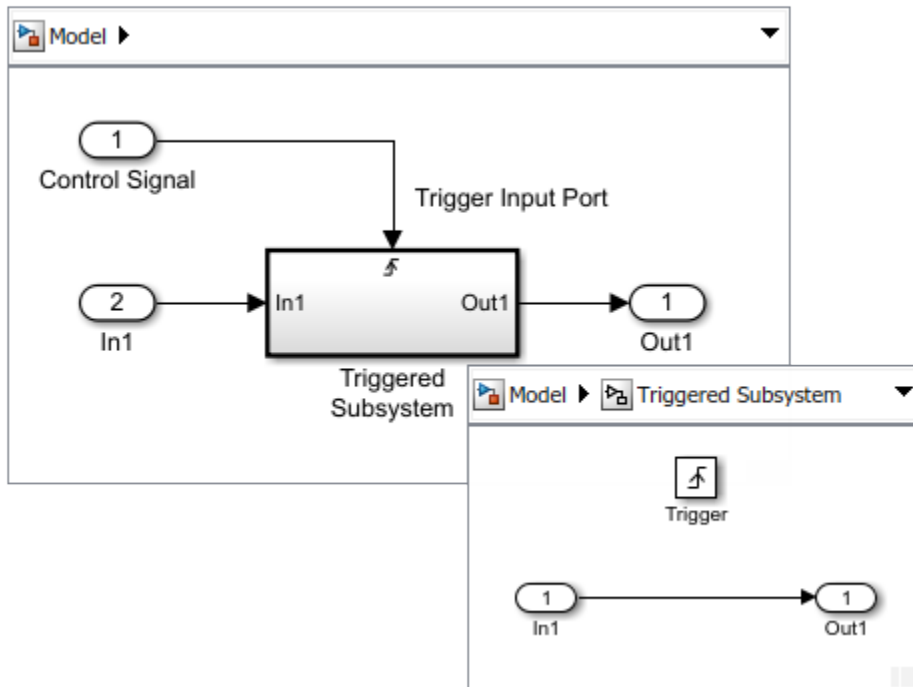 Model
1
Control Signal
Trigger Input Port
2
In1
In1
Out1
1
Out1
Triggered
Subsystem
Model
Triggered Subsystem
Trigger
1
In1
1
Out1